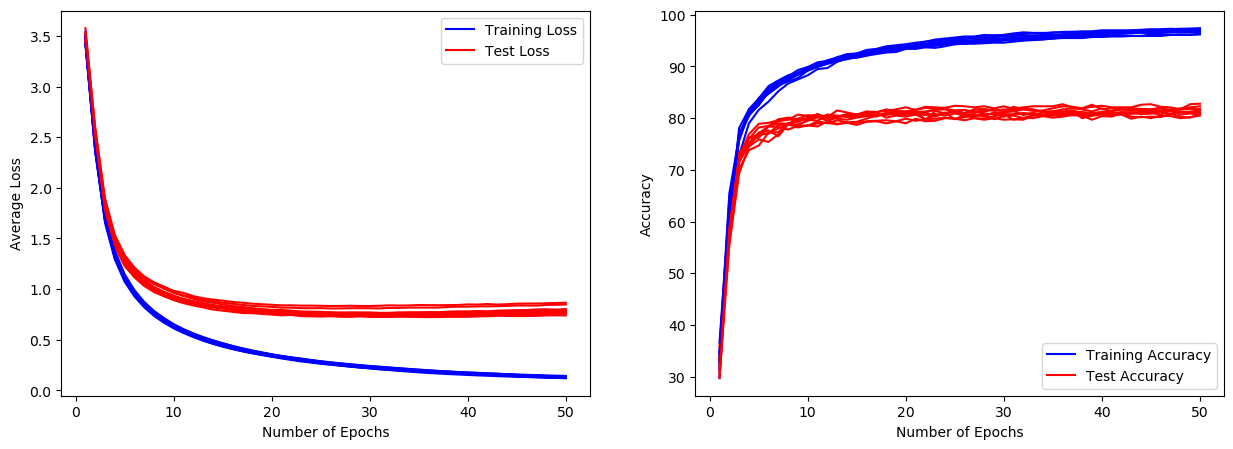 3.5
3.0
2.5
2.0
1.5
1.0
0.5
0.0
Average Loss
0 10 20 30 40 50
Number of Epochs
Training Loss
Test Loss
100
90
80
70
60
50
40
30
Accuracy
0 10 20 30 40 50
Number of Epochs
Training Accuracy
Test Accuracy